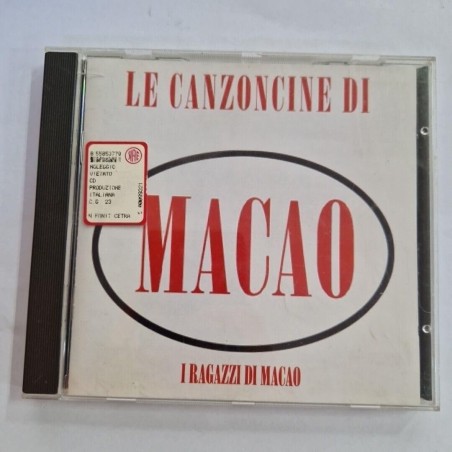 LE CANZONCINE DI
NOLEGGIO
VIETATO
CD
PRODUZIONE
ITALIANA
MACAO
I RAGAZZI DI MACAO